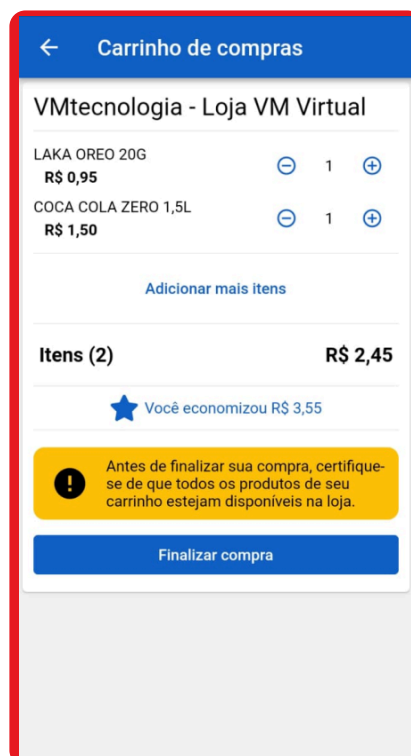 Carrinho de compras
VMtecnologia - Loja VM Virtual
LAKA OREO 20G
R$ 0,95
1
COCA COLA ZERO 1,5L
R$ 1,50
1
Adicionar mais itens
Itens (2) R$ 2,45
Você economizou R$ 3,55
Antes de finalizar sua compra, certifique-
se de que todos os produtos de seu
carrinho estejam disponíveis na loja.
Finalizar compra